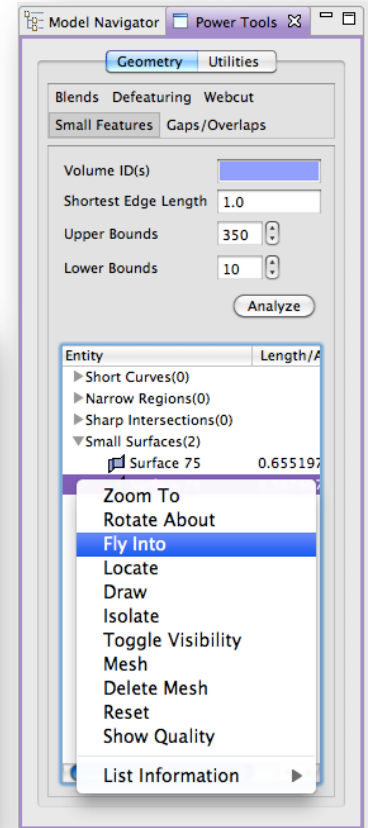 Model Navigator Power Tools
Geometry Utilities
Blends Defeaturing Webcut
Small Features Gaps/Overlaps
Volume ID(s)
Shortest Edge Length 1.0
Upper Bounds 350
Lower Bounds 10
Analyze
Entity Length/A
Short Curves(0)
Narrow Regions(0)
Sharp Intersections(0)
Small Surfaces(2)
Surface 75 0.655197
Zoom To
Rotate About
Fly Into
Locate
Draw
Isolate
Toggle Visibility
Mesh
Delete Mesh
Reset
Show Quality
List Information